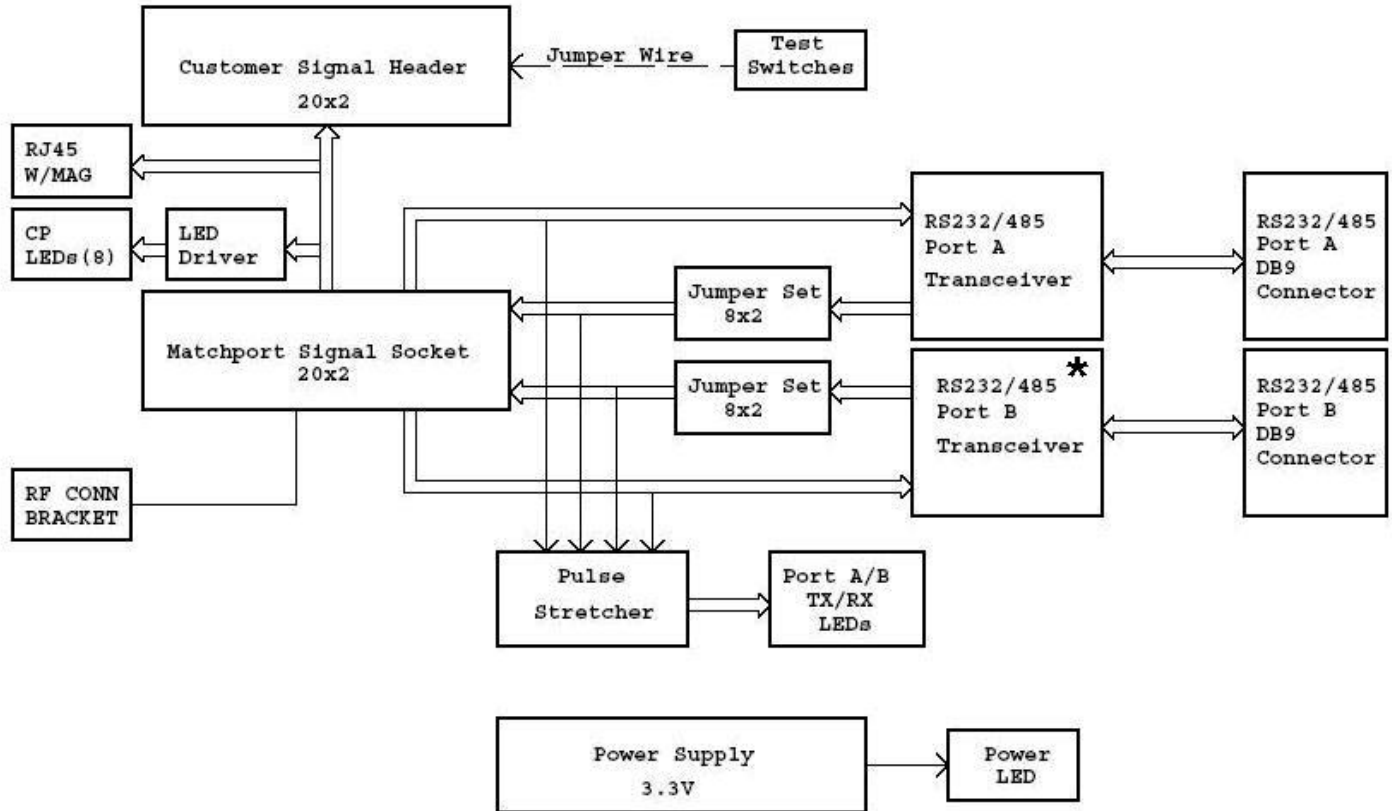 Customer Signal Header
20x2
Jumper Wire
Test
Switches
RJ45
W/MAG
CP
LEDs(8)
LED
Driver
Matchport Signal Socket
20x2
Jumper Set
8x2
Jumper Set
8x2
RS232/485
Port A
Transceiver
RS232/485
Port A
DB9
Connector
RS232/485 *
Port B
Transceiver
RS232/485
Port B
DB9
Connector
RF CONN
BRACKET
Pulse
Stretcher
Port A/B
TX/RX
LEDs
Power Supply
3.3V
Power
LED